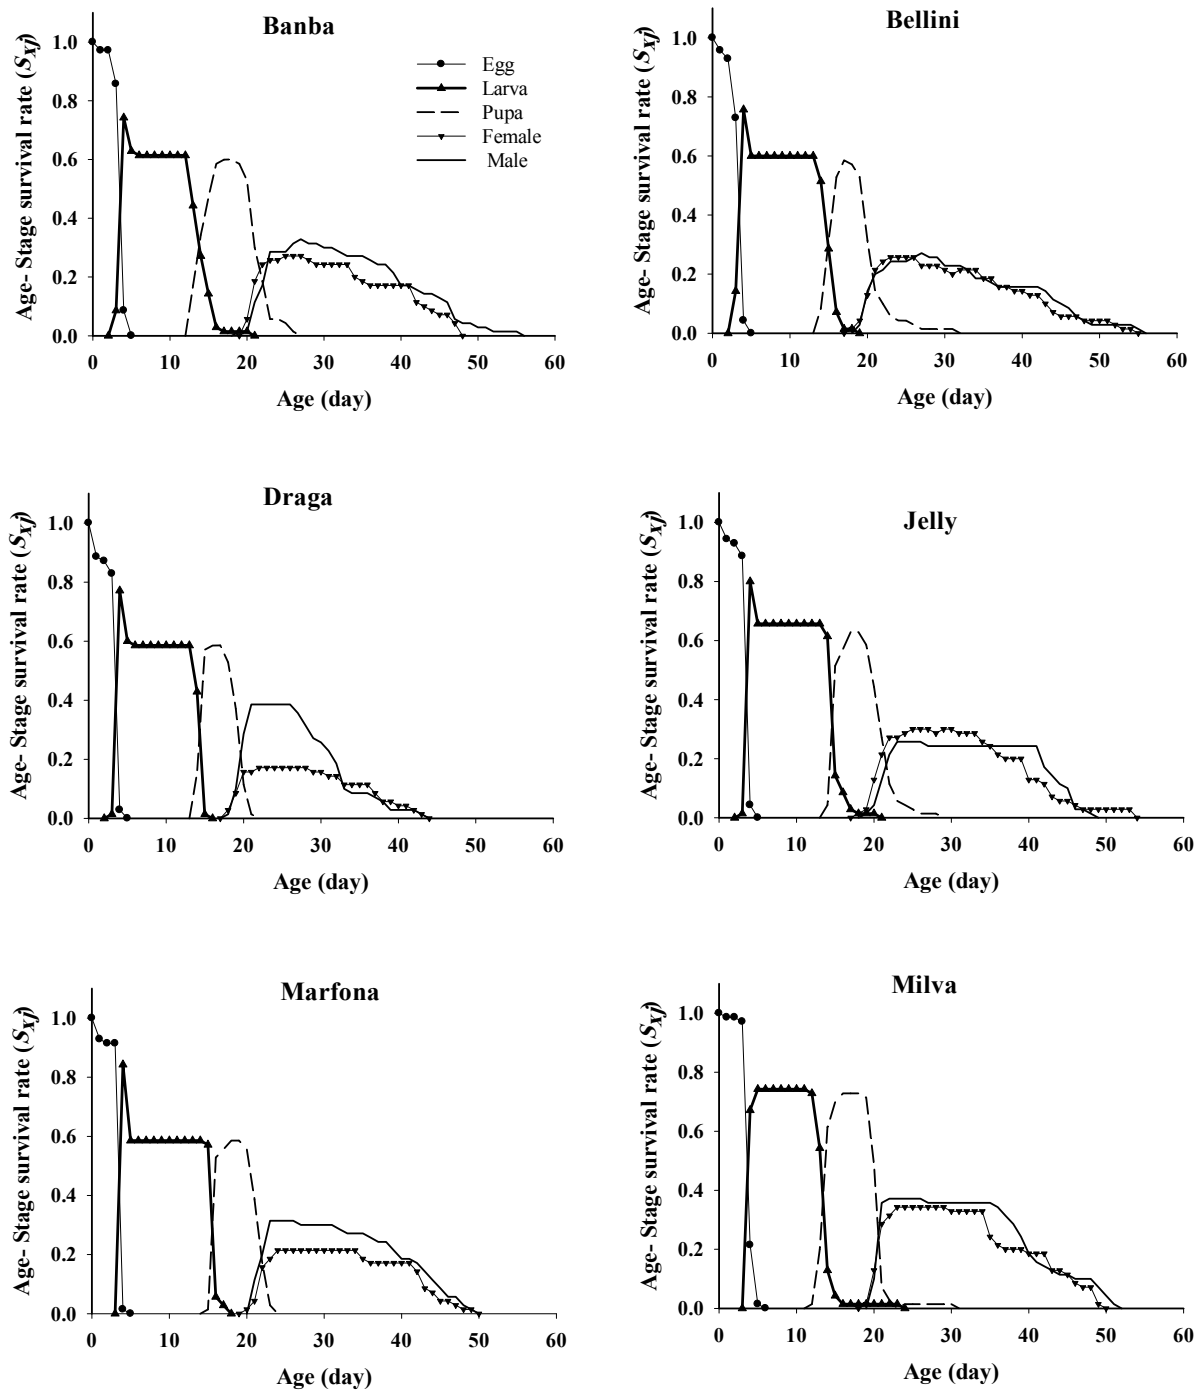 Banba
Age- Stage survival rate (Sxj)
1.0
0.8
0.6
0.4
0.2
0.0
0 10 20 30 40 50 60
Age (day)
Egg
Larva
Pupa
Female
Male
Bellini
Age- Stage survival rate (Sxj)
1.0
0.8
0.6
0.4
0.2
0.0
0 10 20 30 40 50 60
Age (day)
Draga
Age- Stage survival rate (Sxj)
1.0
0.8
0.6
0.4
0.2
0.0
0 10 20 30 40 50 60
Age (day)
Jelly
Age- Stage survival rate (Sxj)
1.0
0.8
0.6
0.4
0.2
0.0
0 10 20 30 40 50 60
Age (day)
Marfona
Age- Stage survival rate (Sxj)
1.0
0.8
0.6
0.4
0.2
0.0
0 10 20 30 40 50 60
Age (day)
Milva
Age- Stage survival rate (Sxj)
1.0
0.8
0.6
0.4
0.2
0.0
0 10 20 30 40 50 60
Age (day)